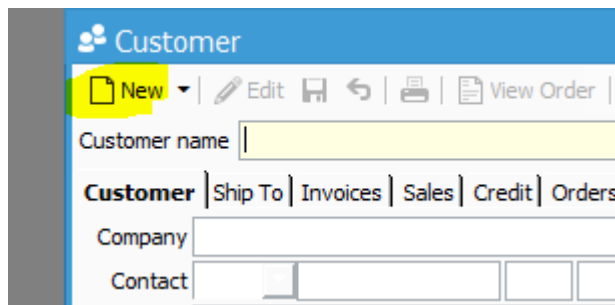 Customer
New Edit View Order
Customer name
Customer Ship To Invoices Sales Credit Orders
Company
Contact